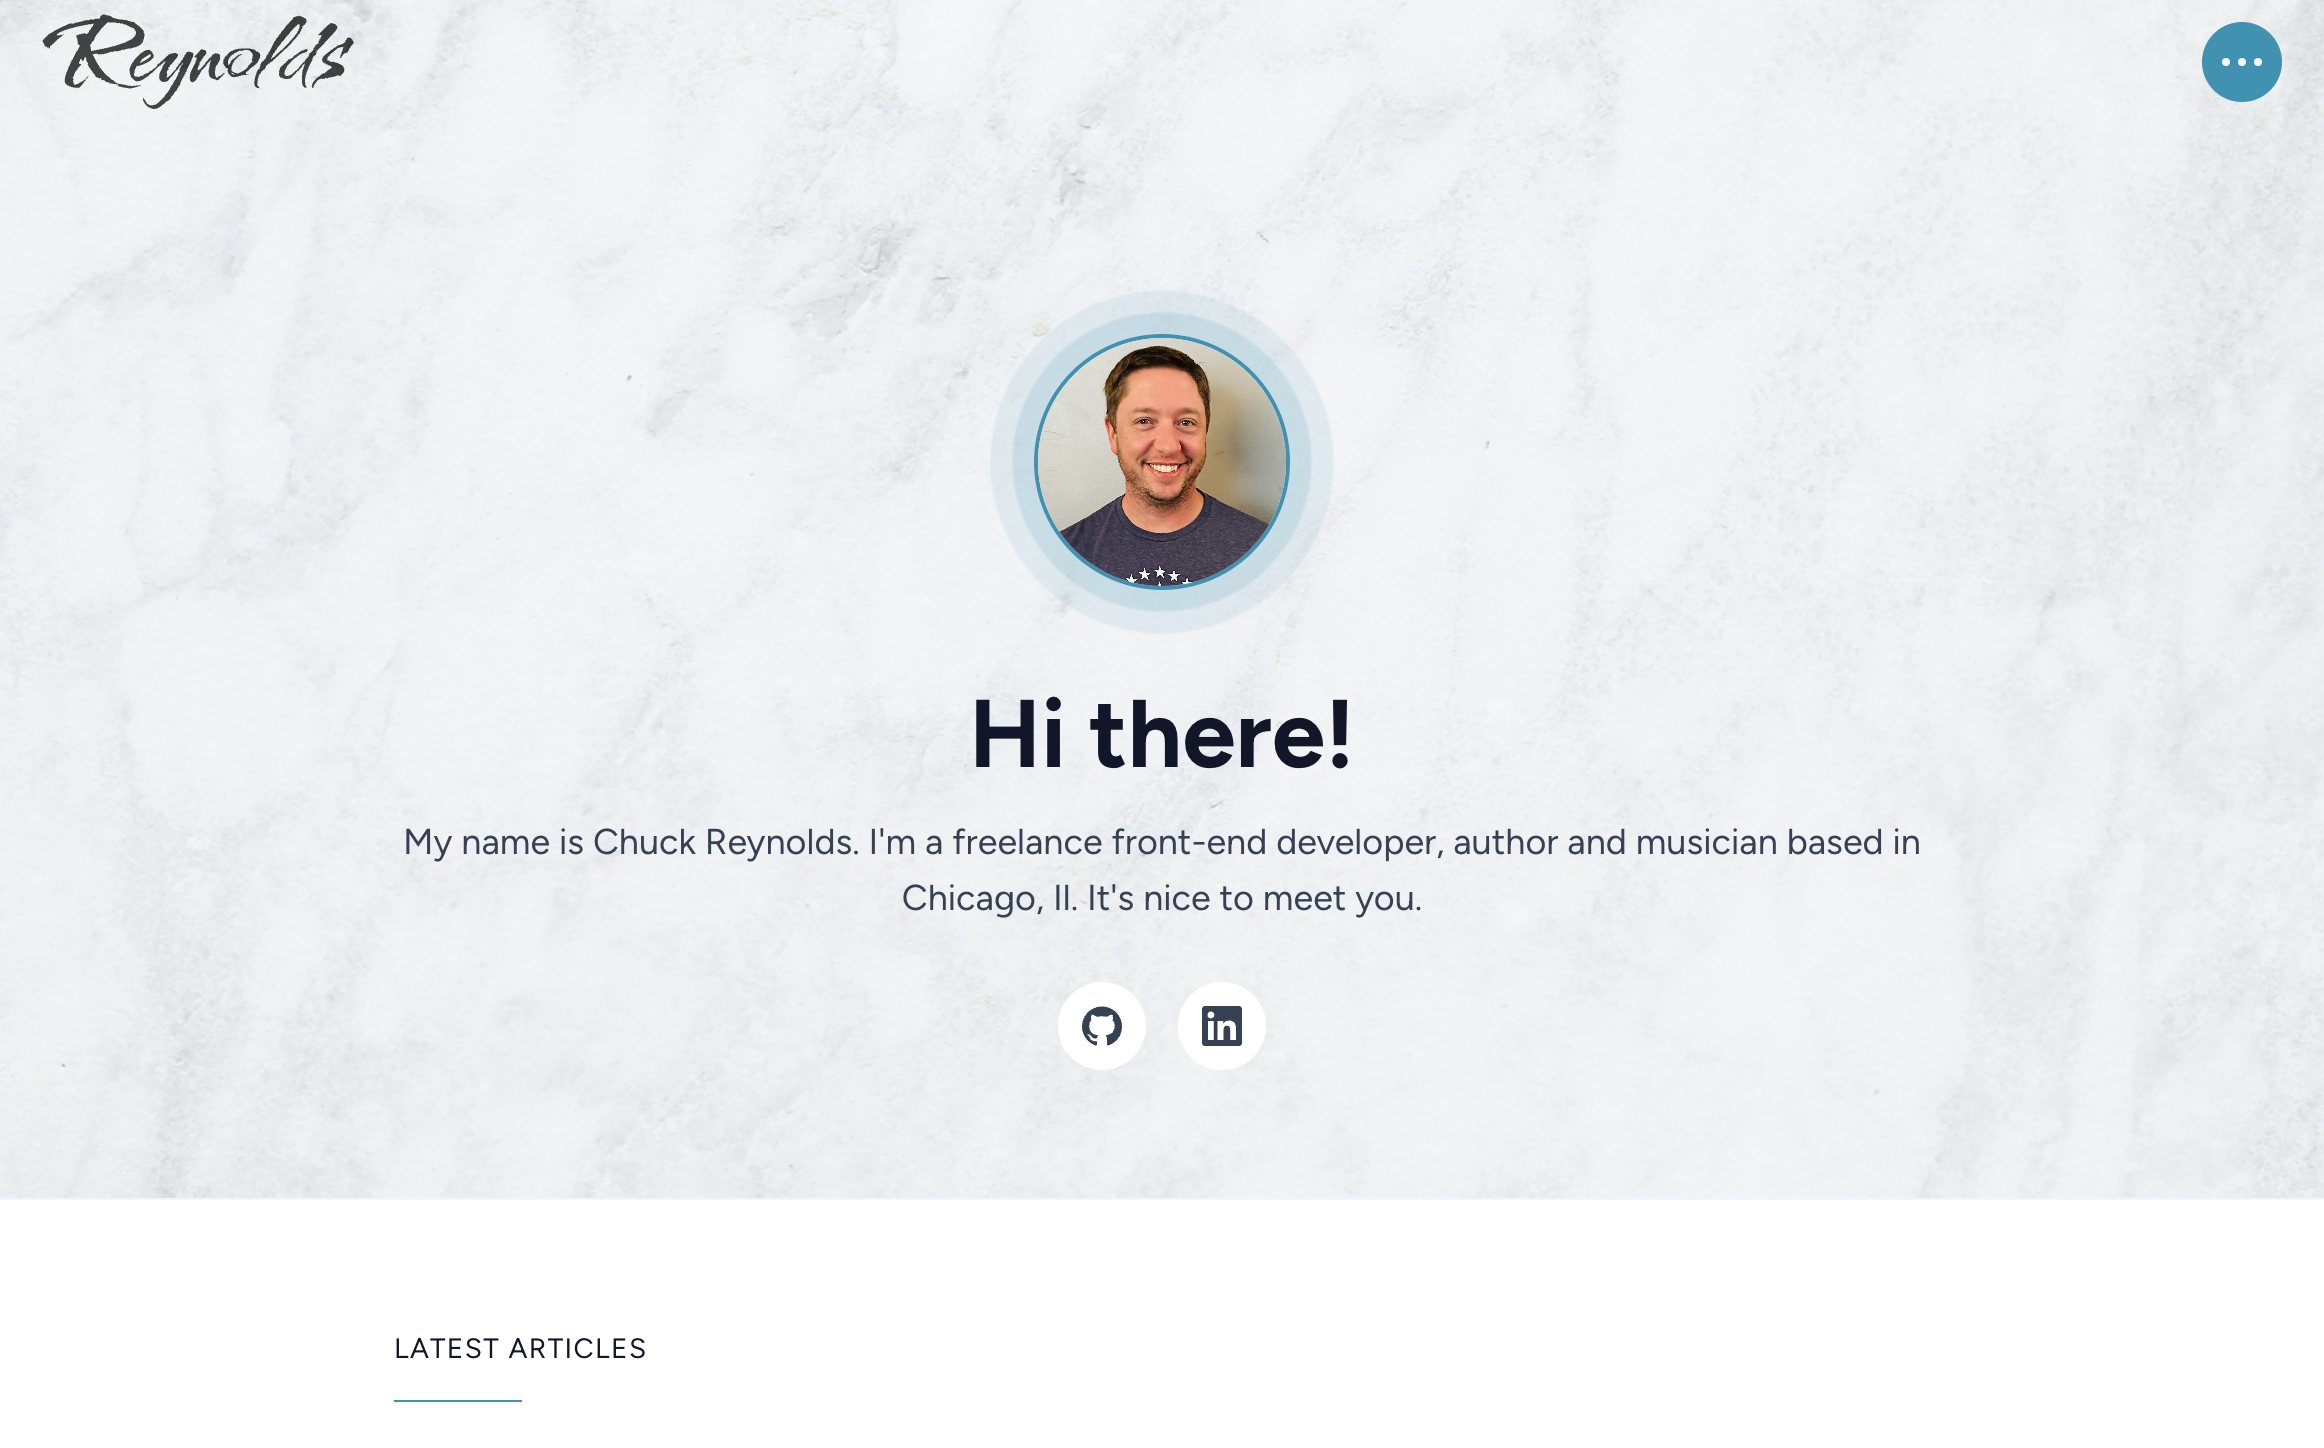 Reynolds
Hi there!
My name is Chuck Reynolds. I'm a freelance front-end developer, author and musician based in
Chicago, Il. It's nice to meet you.
in
LATEST ARTICLES